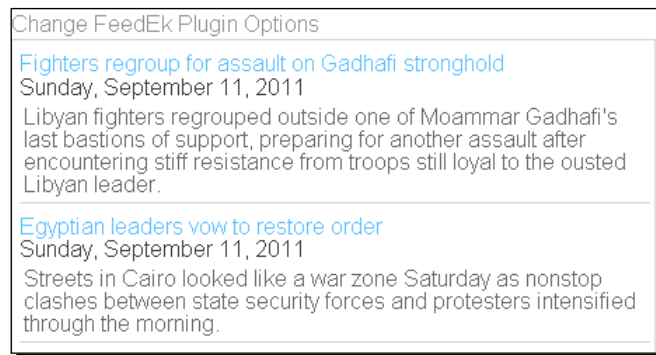 Change FeedEk Plugin Options
Fighters regroup for assault on Gadhafi stronghold
Sunday, September 11, 2011
Libyan fighters regrouped outside one of Moammar Gadhafi's
last bastions of support, preparing for another assault after
encountering stiff resistance from troops still loyal to the ousted
Libyan leader.
Egyptian leaders vow to restore order
Sunday, September 11, 2011
Streets in Cairo looked like a war zone Saturday as nonstop
clashes between state security forces and protesters intensified
through the morning.